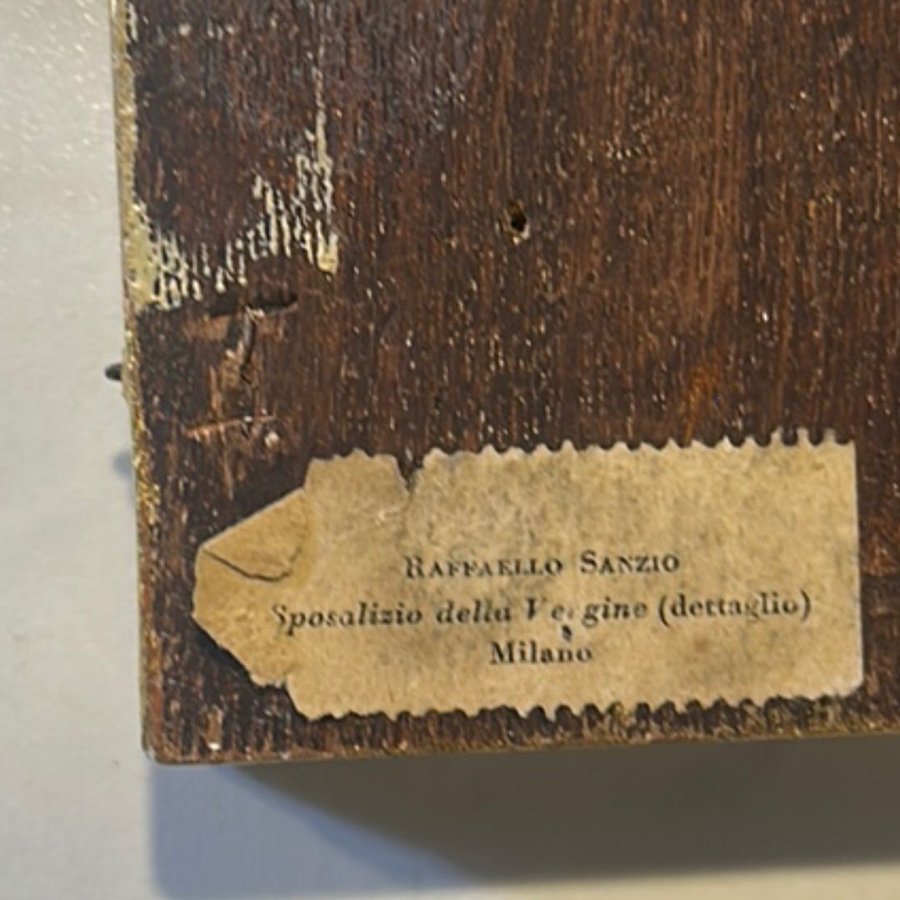 RAFFAELLO SANZIO
Sposalizio della Vergine (dettaglio)
Milano